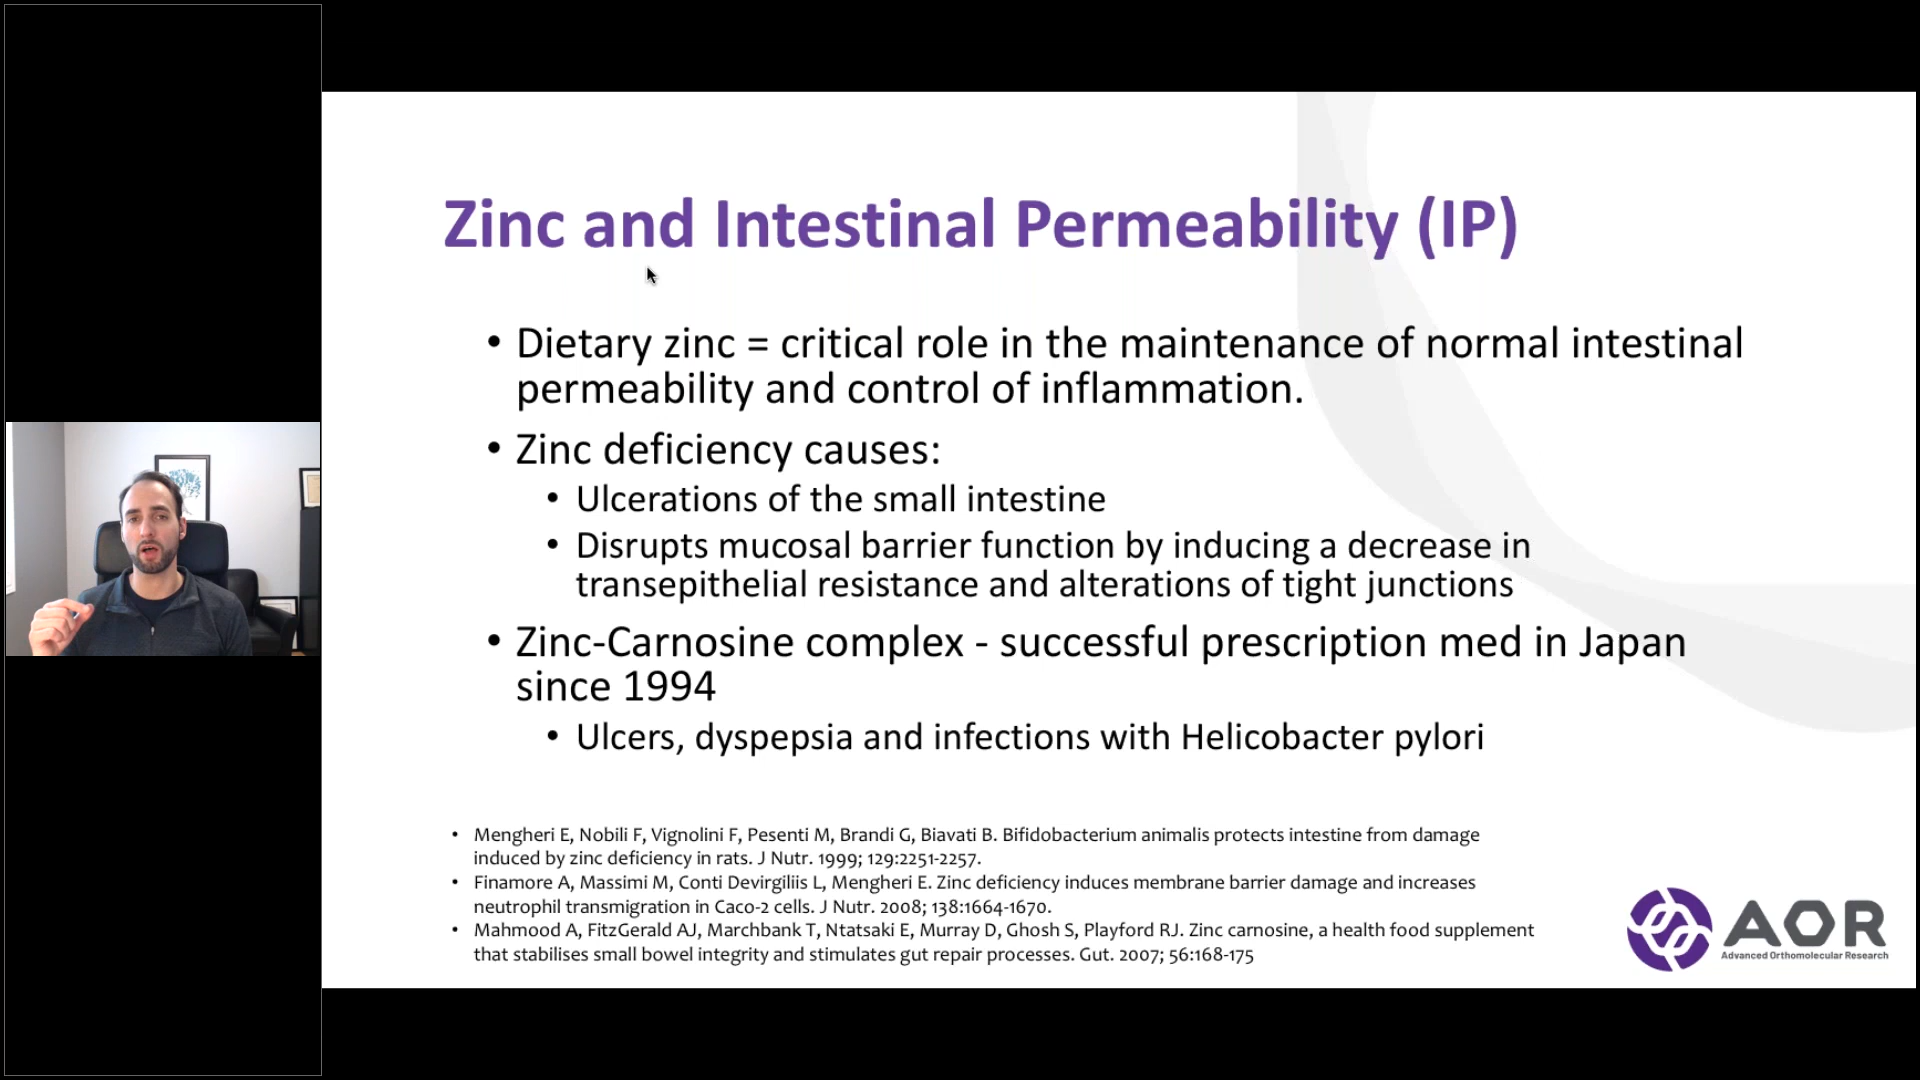 Zinc and Intestinal Permeability (IP)
• Dietary zinc = critical role in the maintenance of normal intestinal
permeability and control of inflammation.
• Zinc deficiency causes:
• Ulcerations of the small intestine
• Disrupts mucosal barrier function by inducing a decrease in
transepithelial resistance and alterations of tight junctions
• Zinc-Carnosine complex - successful prescription med in Japan
since 1994
• Ulcers, dyspepsia and infections with Helicobacter pylori
• Mengheri E, Nobili F, Vignolini F, Pesenti M, Brandi G, Biavati B. Bifidobacterium animalis protects intestine from damage
induced by zinc deficiency in rats. J Nutr. 1999; 129:2251-2257.
• Finamore A, Massimi M, Conti Devirgiliis L, Mengheri E. Zinc deficiency induces membrane barrier damage and increases
neutrophil transmigration in Caco-2 cells. J Nutr. 2008; 138:1664-1670.
• Mahmood A, FitzGerald AJ, Marchbank T, Ntatsaki E, Murray D, Ghosh S, Playford RJ. Zinc carnosine, a health food supplement
that stabilises small bowel integrity and stimulates gut repair processes. Gut. 2007; 56:168-175
AOR
Advanced Orthomolecular Research